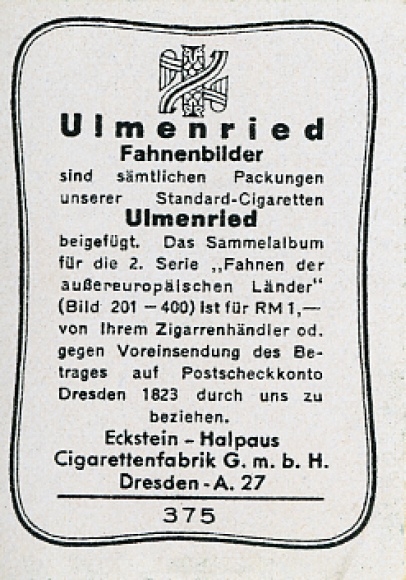 Ulmenried
Fahnenbilder
sind sämtlichen Packungen
unserer Standard-Cigaretten
Ulmenried
beigefügt. Das Sammelalbum
für die 2. Serie „Fahnen der
außereuropäischen Länder“
(Bild 201 – 400) ist für RM 1,—
von Ihrem Zigarrenhändler od.
gegen Voreinsendung des Be-
trages auf Postscheckkonto
Dresden 1823 durch uns zu
beziehen.
Eckstein - Halpaus
Cigarettenfabrik G. m. b. H.
Dresden - A. 27
375